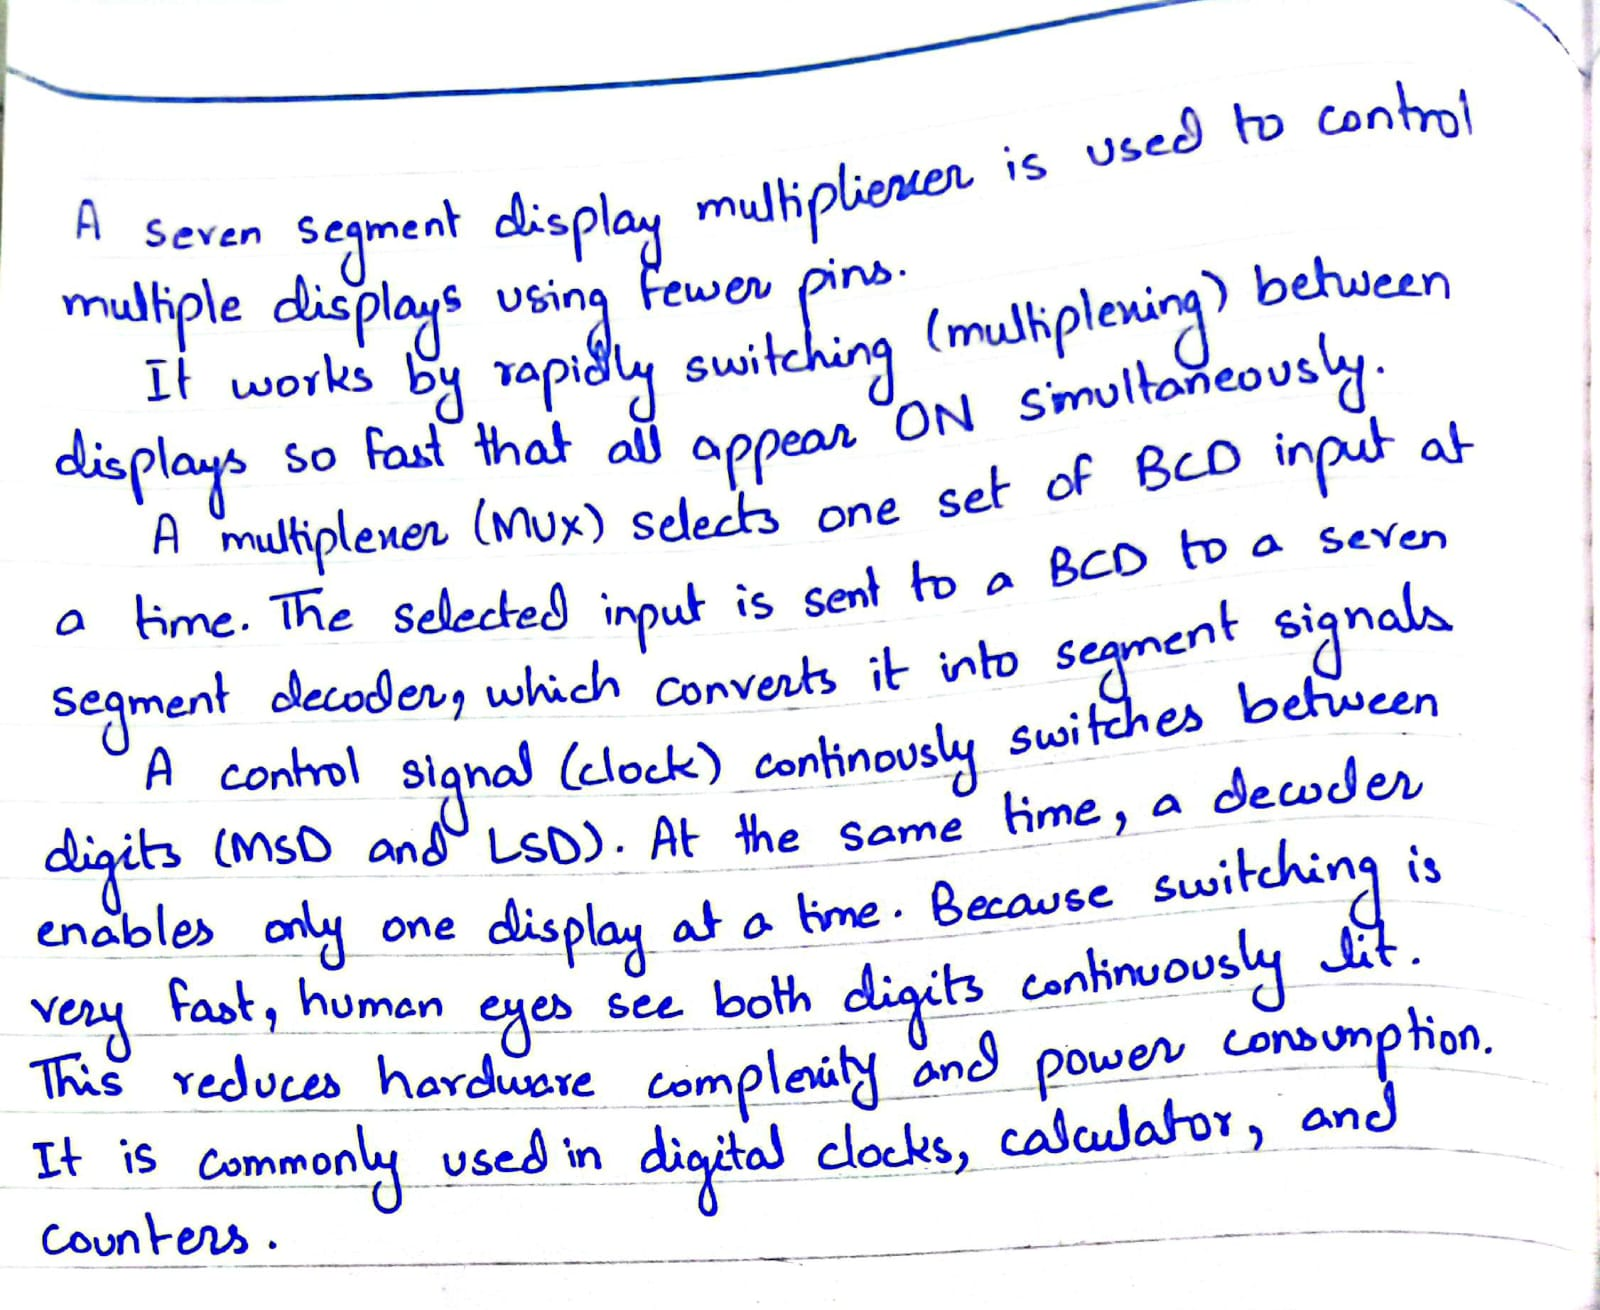 A seven segment display multipliexer is used to control
multiple displays using fewer pins.
It works by rapidly switching (multiplexing) between
displays so fast that all appear ON simultaneously.
A multiplexer (MUX) selects one set of BCD input at
a time. The selected input is sent to a BCD to a seven
segment decoder, which converts it into segment signals
A control signal (clock) continously switches between
digits (MSD and LSD). At the same time, a decoder
enables only one display at a time. Because switching is
very fast, human eyes see both digits continuously lit.
This reduces hardware complexity and power consumption.
It is commonly used in digital clocks, calculator, and
counters.